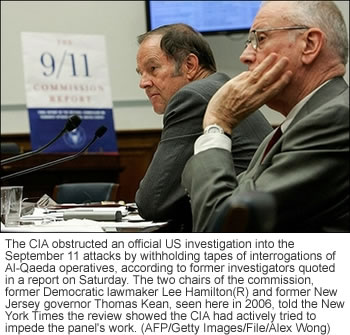 THE
9/11
COMMISSION
REPORT
The CIA obstructed an official US investigation into the
September 11 attacks by withholding tapes of interrogations of
Al-Qaeda operatives, according to former investigators quoted
in a report on Saturday. The two chairs of the commission,
former Democratic lawmaker Lee Hamilton(R) and former New
Jersey governor Thomas Kean, seen here in 2006, told the New
York Times the review showed the CIA had actively tried to
impede the panel's work. (AFP/Getty Images/File/Alex Wong)